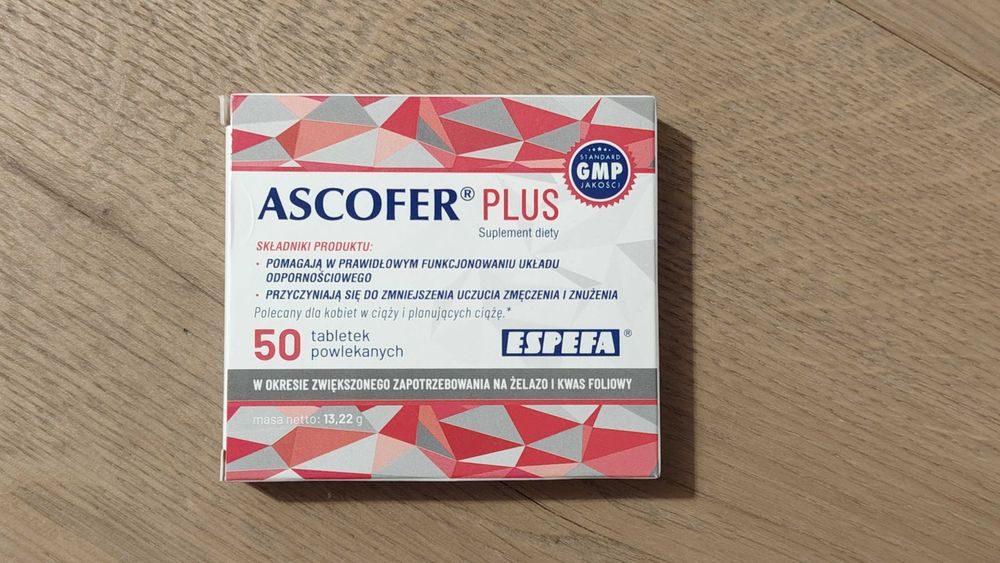 STANDARD
GMP
JAKOŚCI
ASCOFER® PLUS
Suplement diety
SKŁADNIKI PRODUKTU:
• POMAGAJĄ W PRAWIDŁOWYM FUNKCJONOWANIU UKŁADU
ODPORNOŚCIOWEGO
• PRZYCZYNIAJĄ SIĘ DO ZMNIEJSZENIA UCZUCIA ZMĘCZENIA I ZNUŻENIA
Polecany dla kobiet w ciąży i planujących ciążę.*
50 tabletek
powlekanych
ESPEFA®
W OKRESIE ZWIĘKSZONEGO ZAPOTRZEBOWANIA NA ŻELAZO I KWAS FOLIOWY
masa netto: 13,22 g